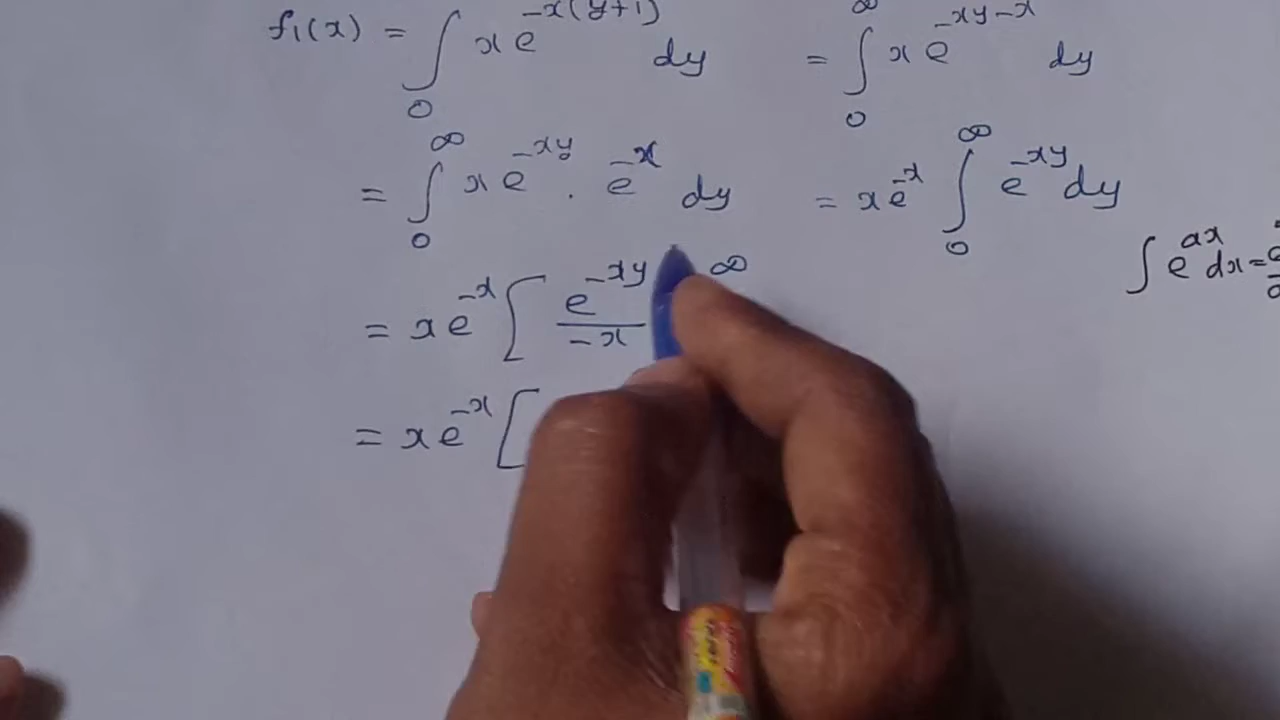 f₁(x) = ∫₀ x e^{-x(y+1)} dy = ∫₀^∞ x e^{-xy-x} dy
= ∫₀^∞ x e^{-xy} . e^{-x} dy = x e^{-x} ∫₀^∞ e^{-xy} dy
∫ e^{ax} dx =
= x e^{-x} [ e^{-xy} / -x ∞
= x e^{-x} [